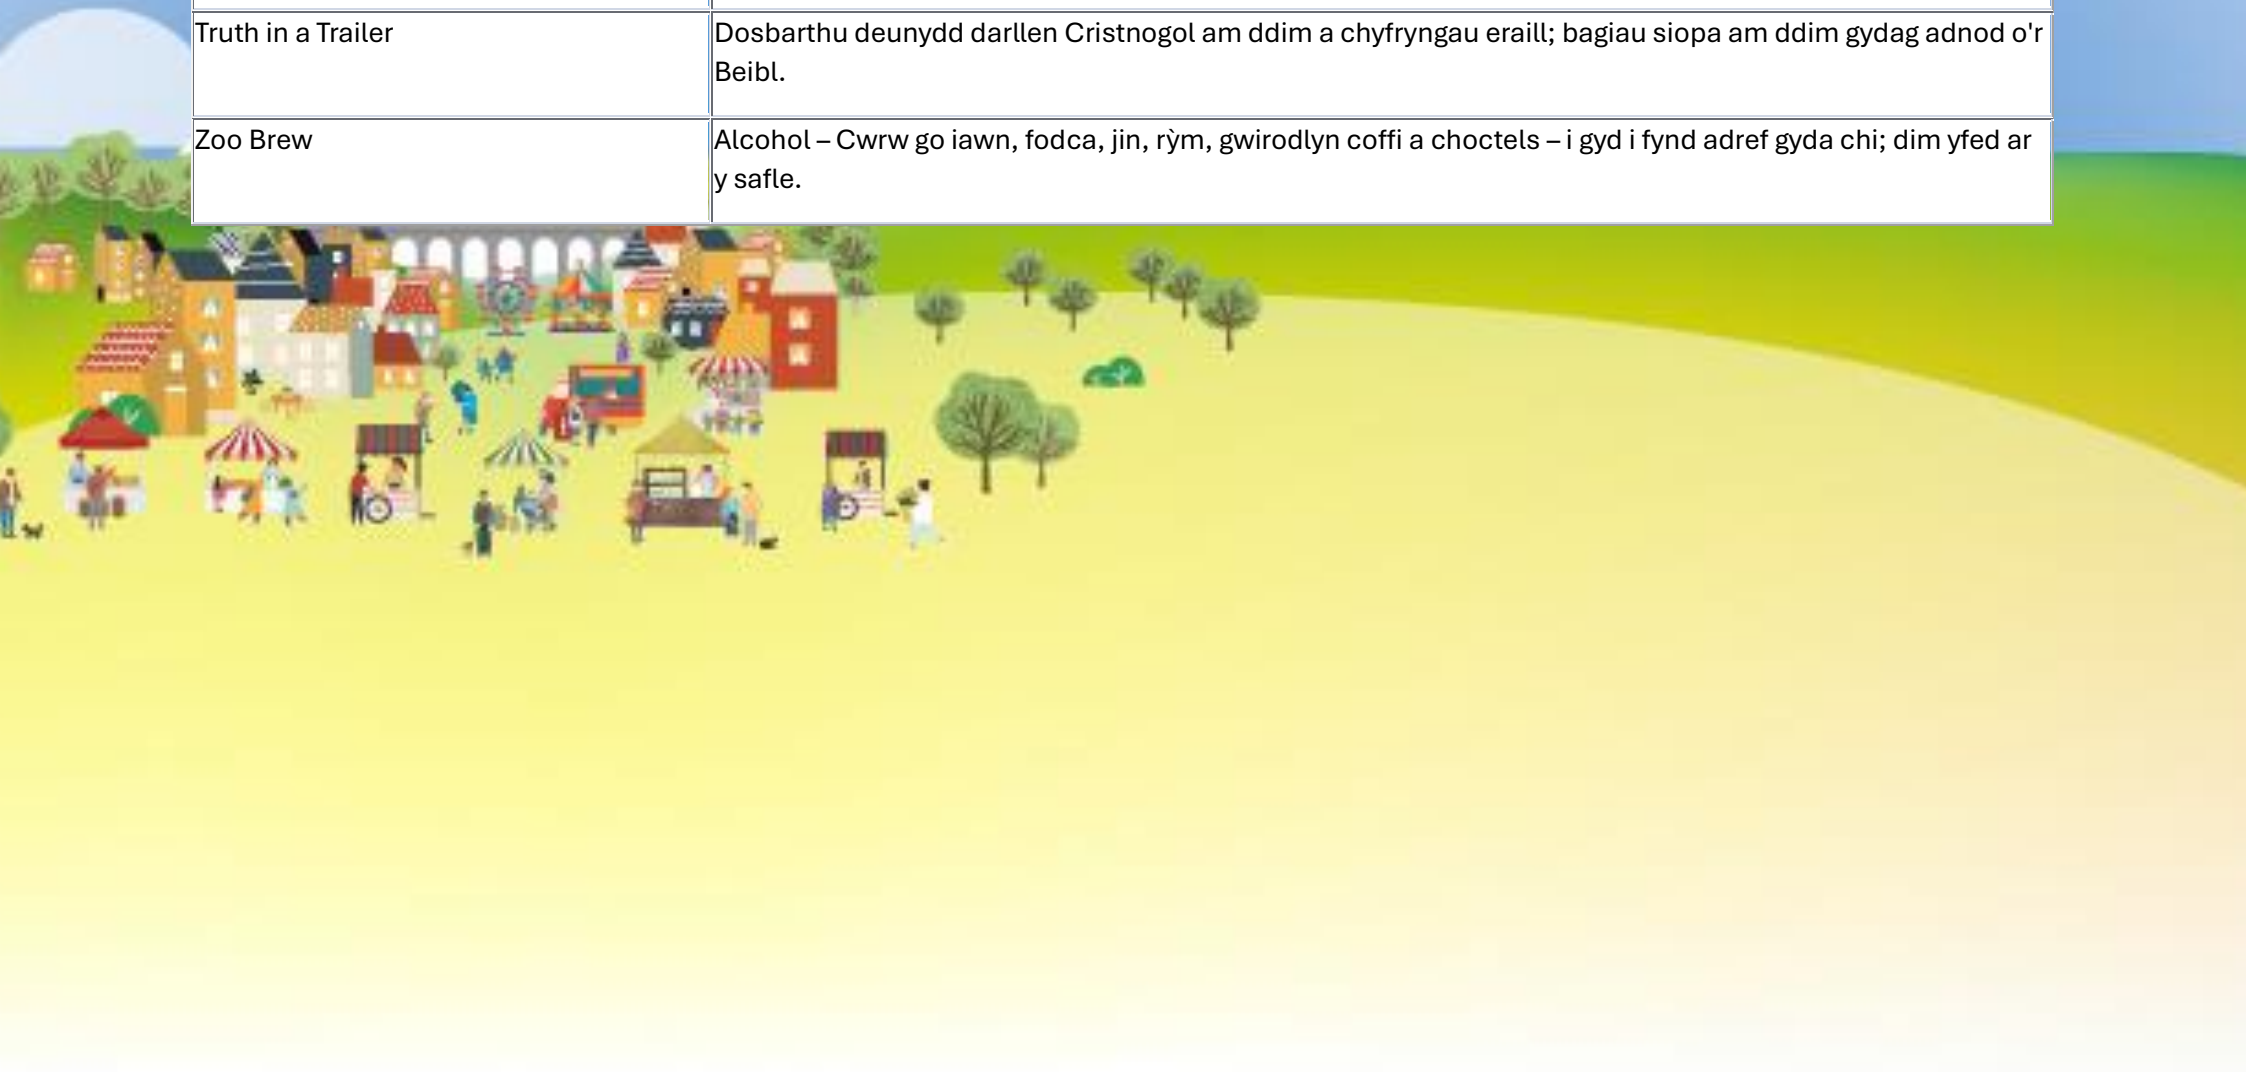 Truth in a Trailer
Dosbarthu deunydd darllen Cristnogol am ddim a chyfryngau eraill; bagiau siopa am ddim gydag adnod o'r
Beibl.
Zoo Brew
Alcohol – Cwrw go iawn, fodca, jin, rỳm, gwirodlyn coffi a choctels – i gyd i fynd adref gyda chi; dim yfed ar
y safle.